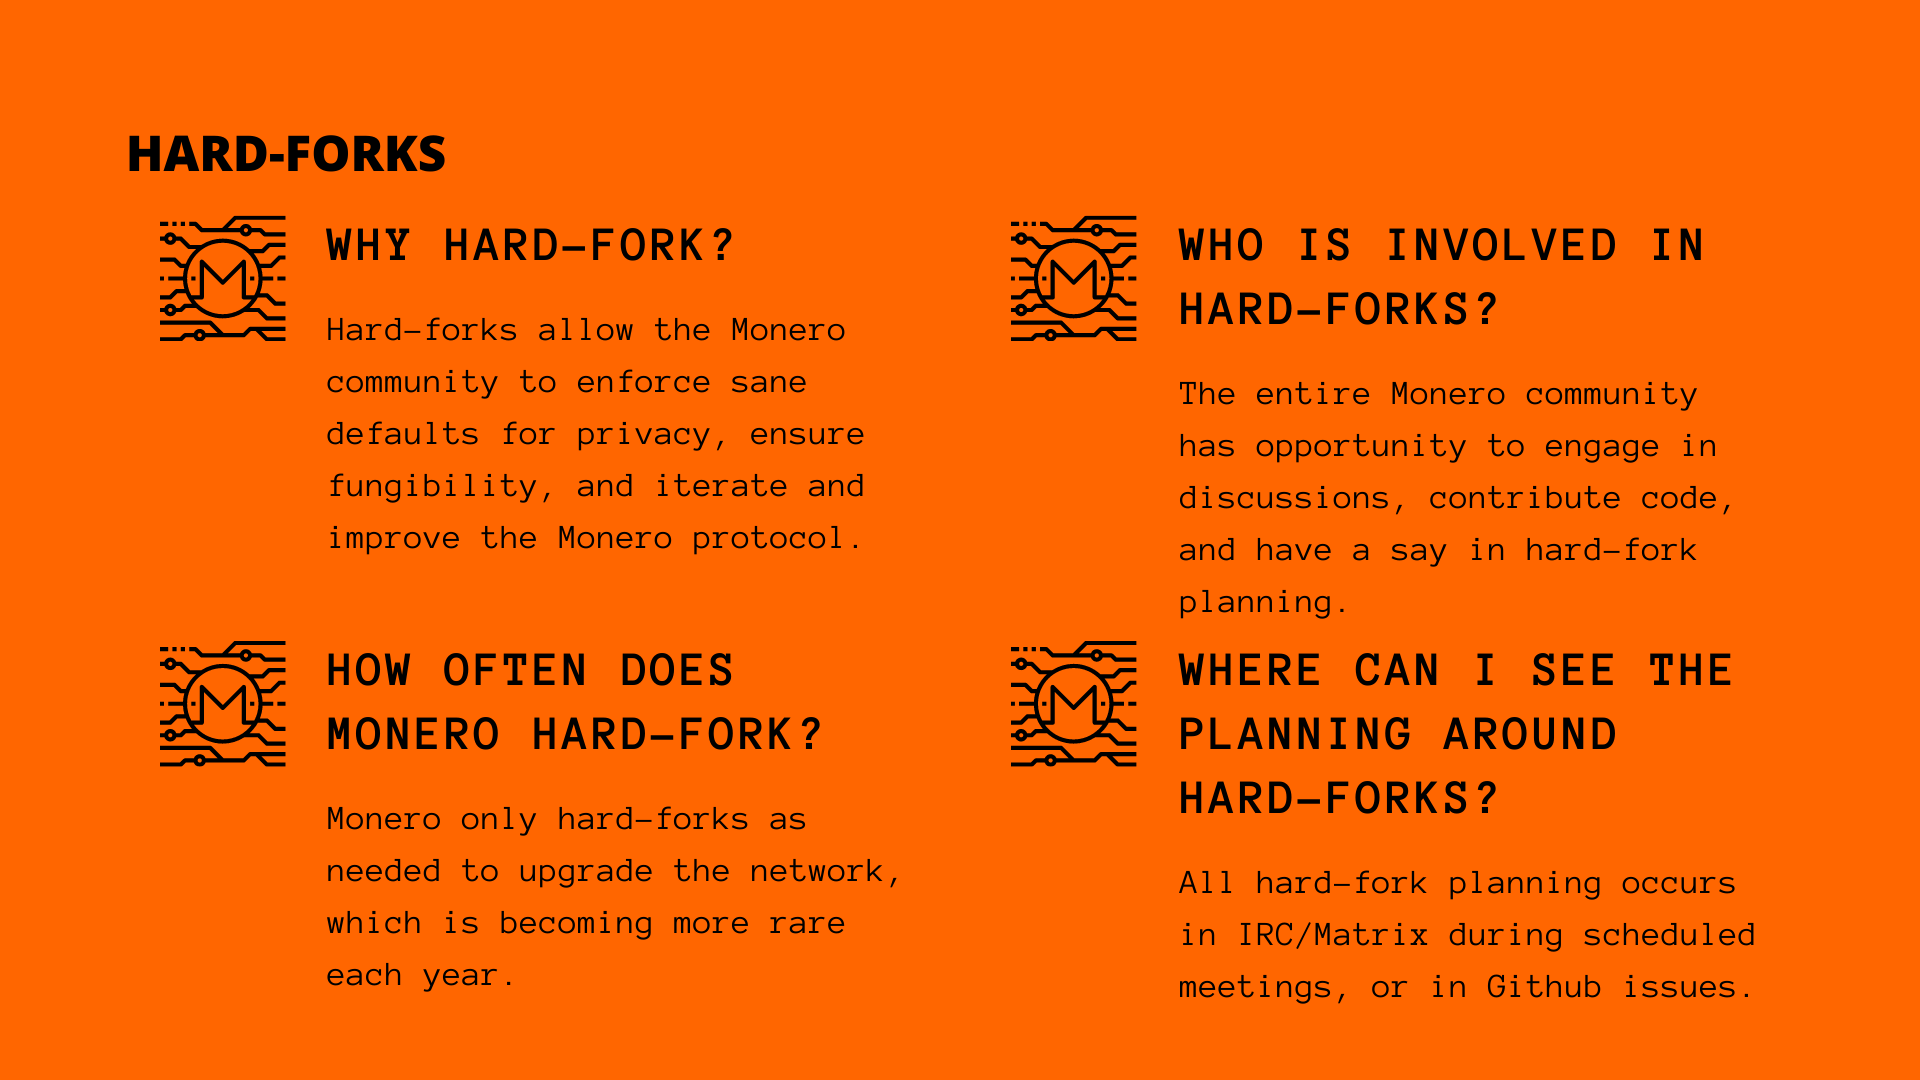 HARD-FORKS
WHY HARD-FORK?
Hard-forks allow the Monero
community to enforce sane
defaults for privacy, ensure
fungibility, and iterate and
improve the Monero protocol.
WHO IS INVOLVED IN
HARD-FORKS?
The entire Monero community
has opportunity to engage in
discussions, contribute code,
and have a say in hard-fork
planning.
HOW OFTEN DOES
MONERO HARD-FORK?
Monero only hard-forks as
needed to upgrade the network,
which is becoming more rare
each year.
WHERE CAN I SEE THE
PLANNING AROUND
HARD-FORKS?
All hard-fork planning occurs
in IRC/Matrix during scheduled
meetings, or in Github issues.